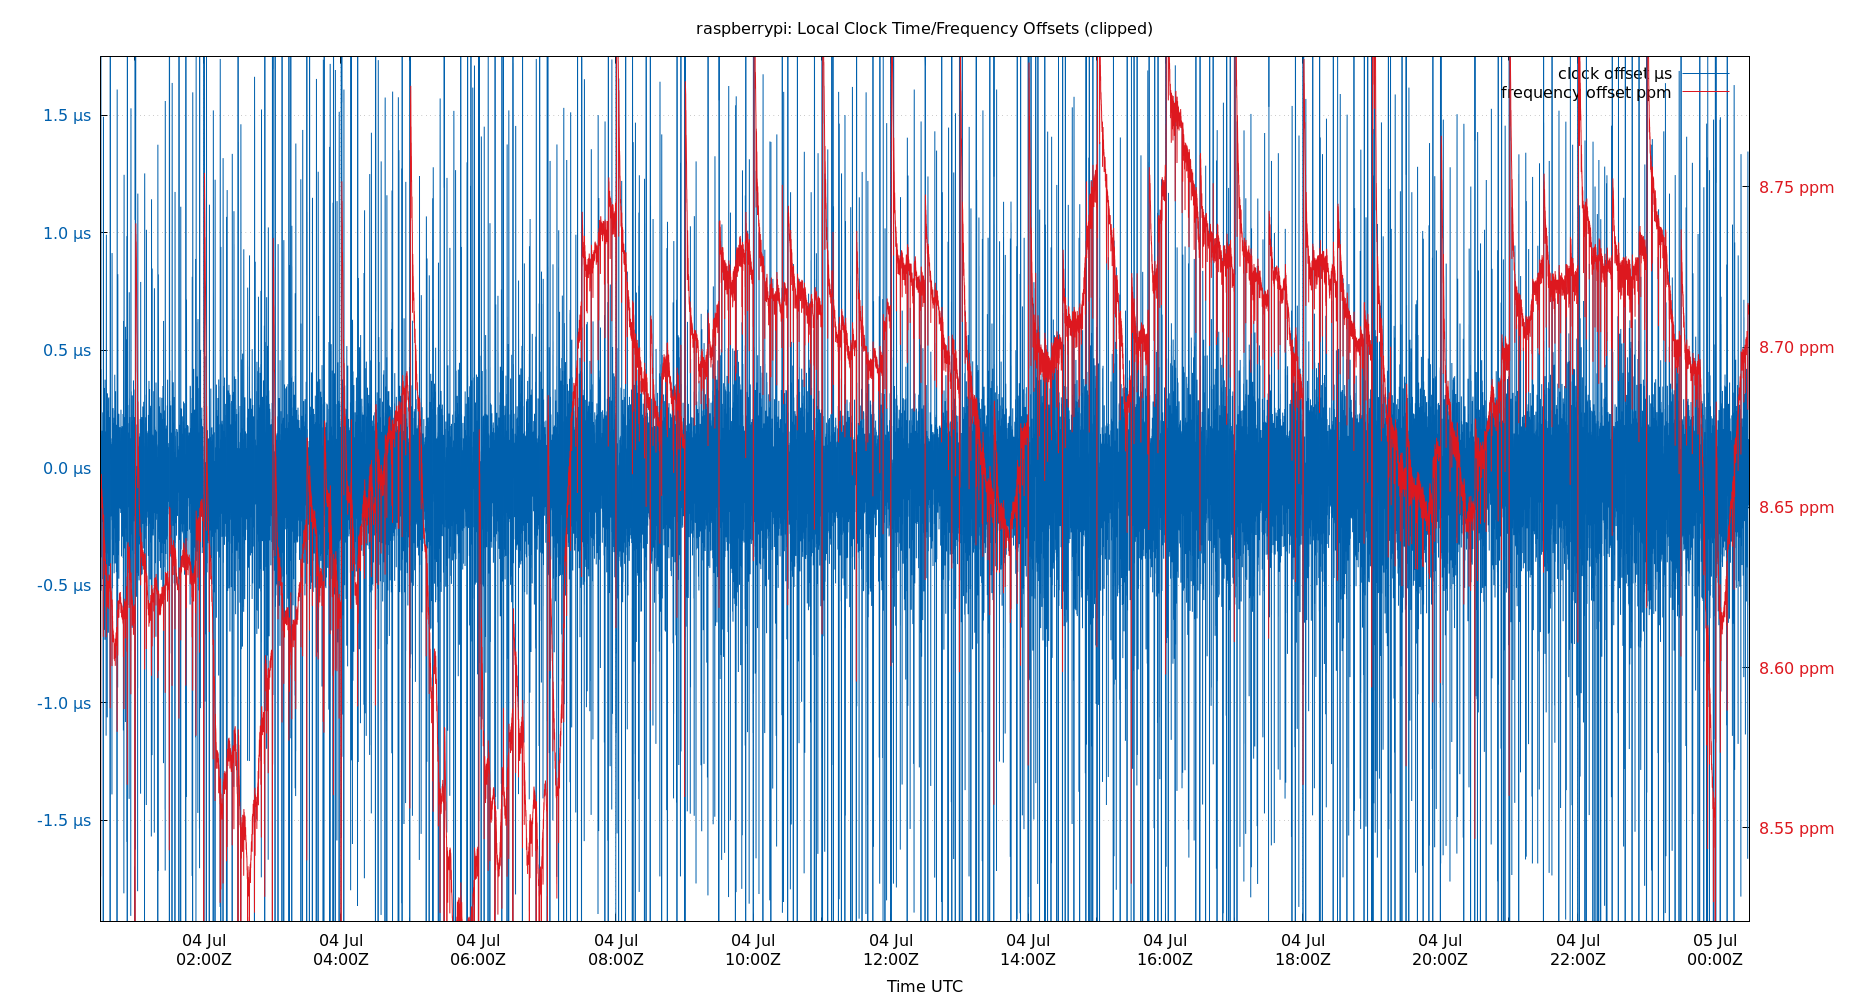 raspberrypi: Local Clock Time/Frequency Offsets (clipped)
clock offset µs
frequency offset ppm
1.5 µs
1.0 µs
0.5 µs
0.0 µs
-0.5 µs
-1.0 µs
-1.5 µs
8.75 ppm
8.70 ppm
8.65 ppm
8.60 ppm
8.55 ppm
04 Jul 04 Jul 04 Jul 04 Jul 04 Jul 04 Jul 04 Jul 04 Jul 04 Jul 04 Jul 04 Jul 05 Jul
02:00Z 04:00Z 06:00Z 08:00Z 10:00Z 12:00Z 14:00Z 16:00Z 18:00Z 20:00Z 22:00Z 00:00Z
Time UTC